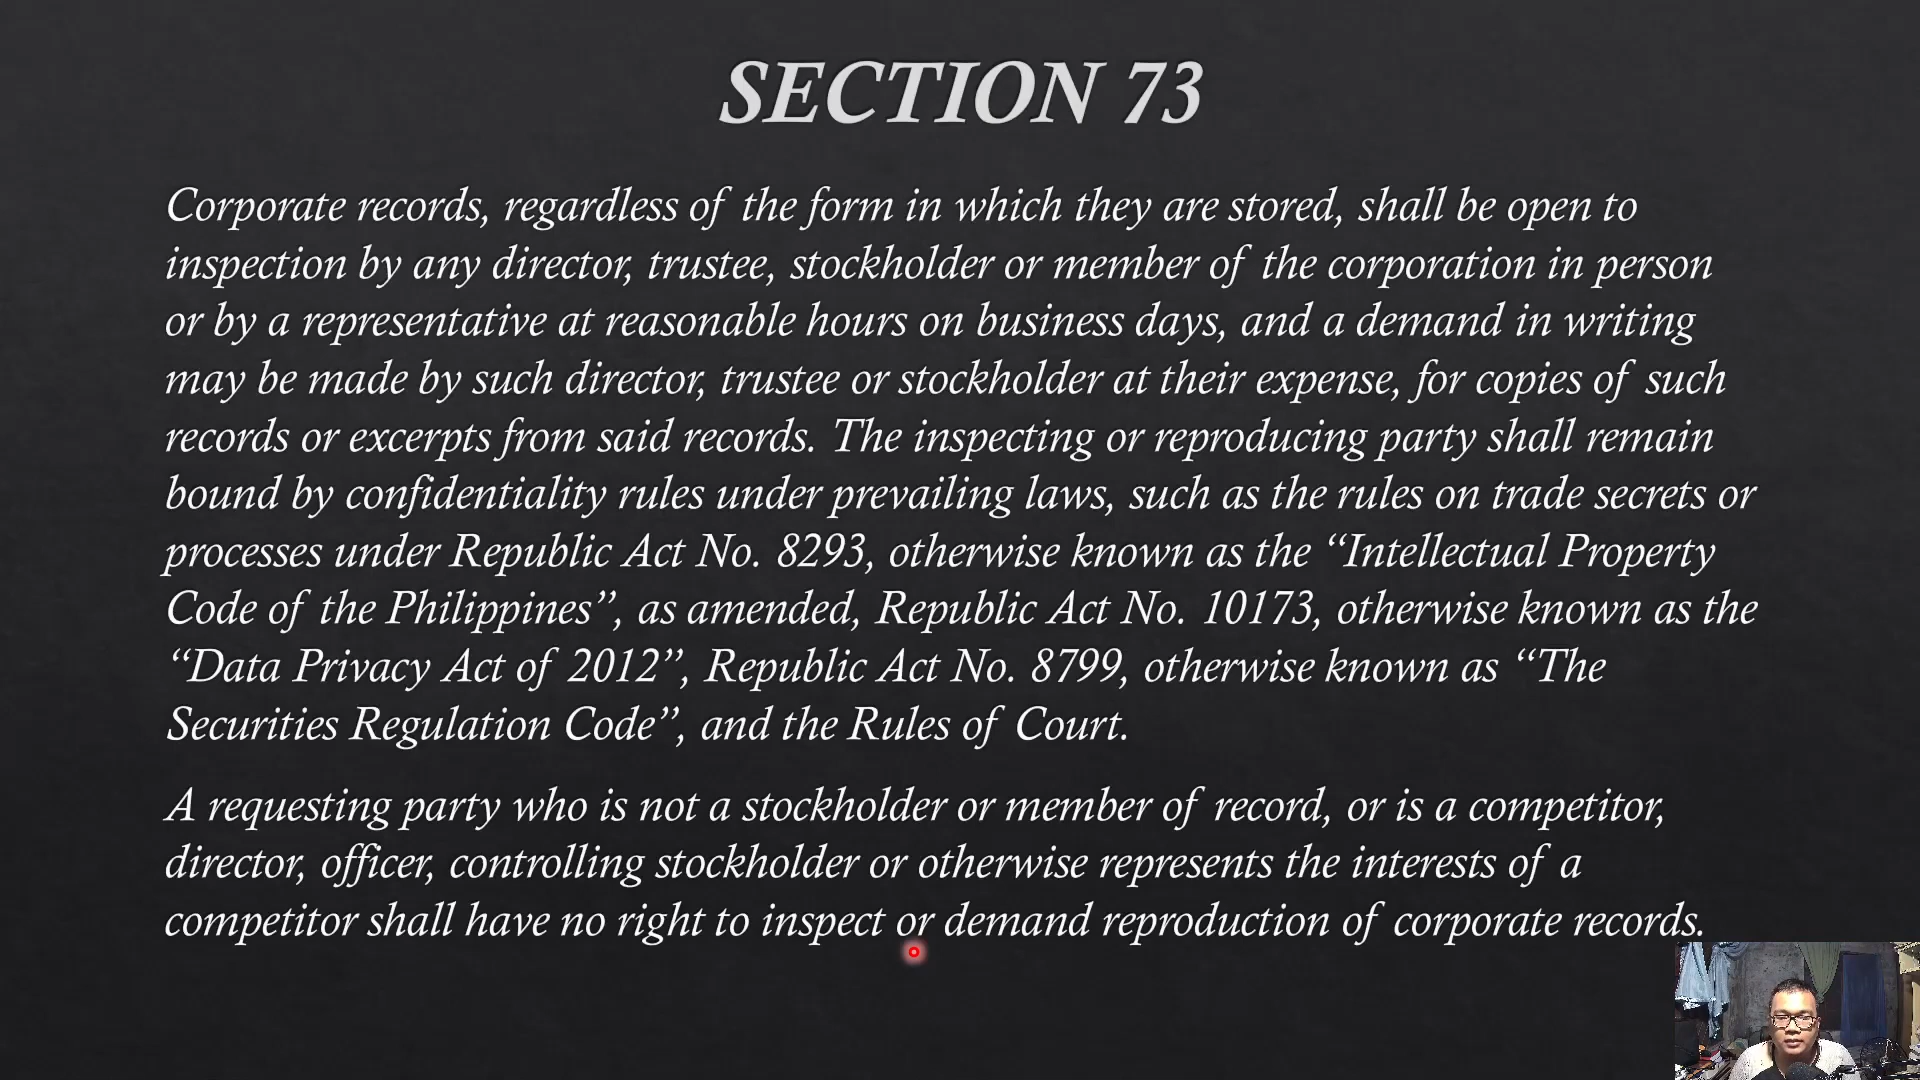 SECTION 73
Corporate records, regardless of the form in which they are stored, shall be open to
inspection by any director, trustee, stockholder or member of the corporation in person
or by a representative at reasonable hours on business days, and a demand in writing
may be made by such director, trustee or stockholder at their expense, for copies of such
records or excerpts from said records. The inspecting or reproducing party shall remain
bound by confidentiality rules under prevailing laws, such as the rules on trade secrets or
processes under Republic Act No. 8293, otherwise known as the “Intellectual Property
Code of the Philippines”, as amended, Republic Act No. 10173, otherwise known as the
“Data Privacy Act of 2012”, Republic Act No. 8799, otherwise known as “The
Securities Regulation Code”, and the Rules of Court.
A requesting party who is not a stockholder or member of record, or is a competitor,
director, officer, controlling stockholder or otherwise represents the interests of a
competitor shall have no right to inspect or demand reproduction of corporate records.